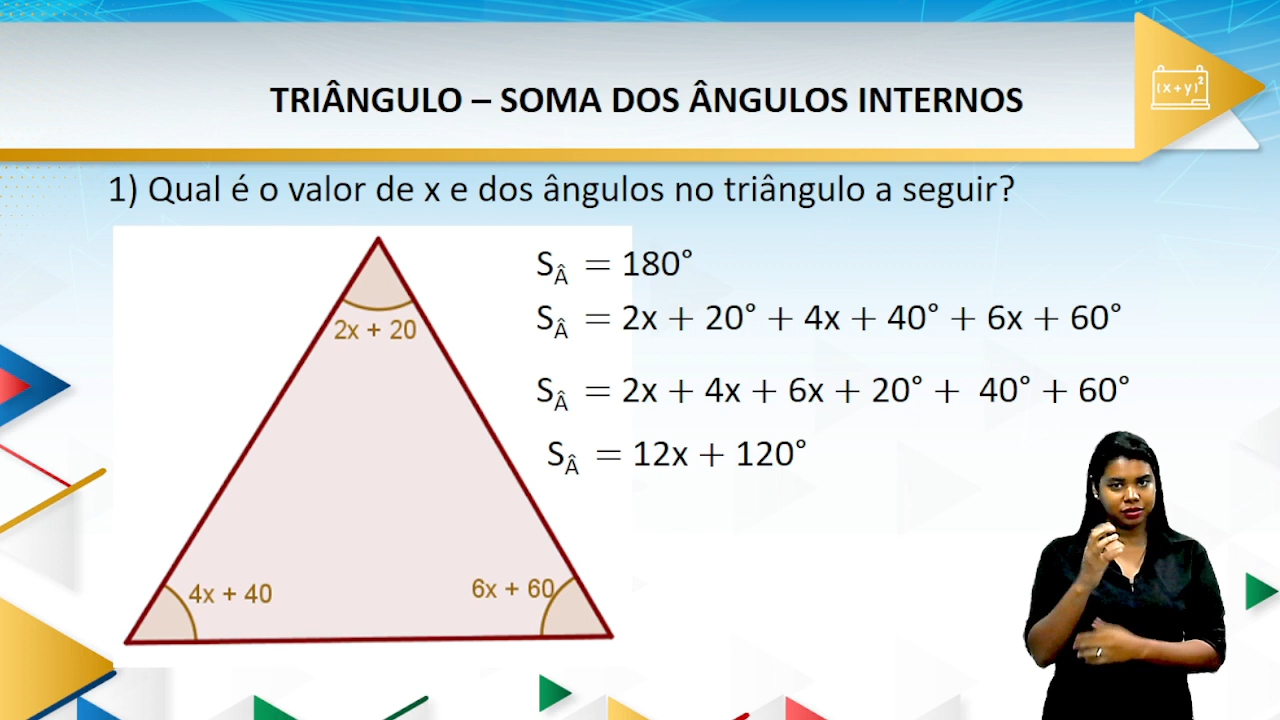 (x+y)²
TRIÂNGULO – SOMA DOS ÂNGULOS INTERNOS
1) Qual é o valor de x e dos ângulos no triângulo a seguir?
S_Â = 180°
S_Â = 2x + 20° + 4x + 40° + 6x + 60°
2x + 20
S_Â = 2x + 4x + 6x + 20° + 40° + 60°
S_Â = 12x + 120°
4x + 40
6x + 60